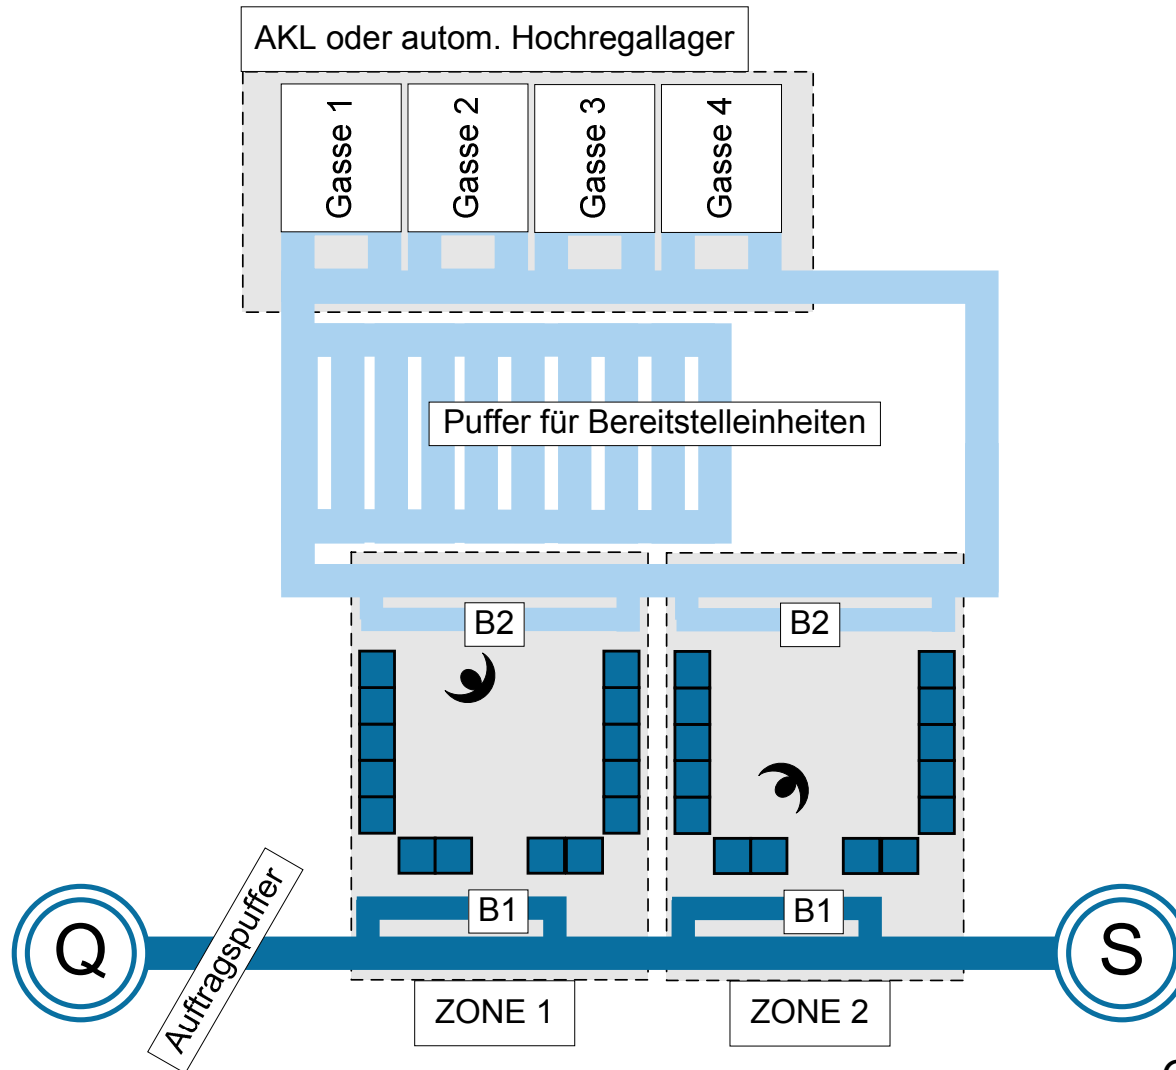 AKL oder autom. Hochregallager
Gasse 1
Gasse 2
Gasse 3
Gasse 4
Puffer für Bereitstelleinheiten
B2
B2
B1
B1
Q
Auftragspuffer
S
ZONE 1
ZONE 2